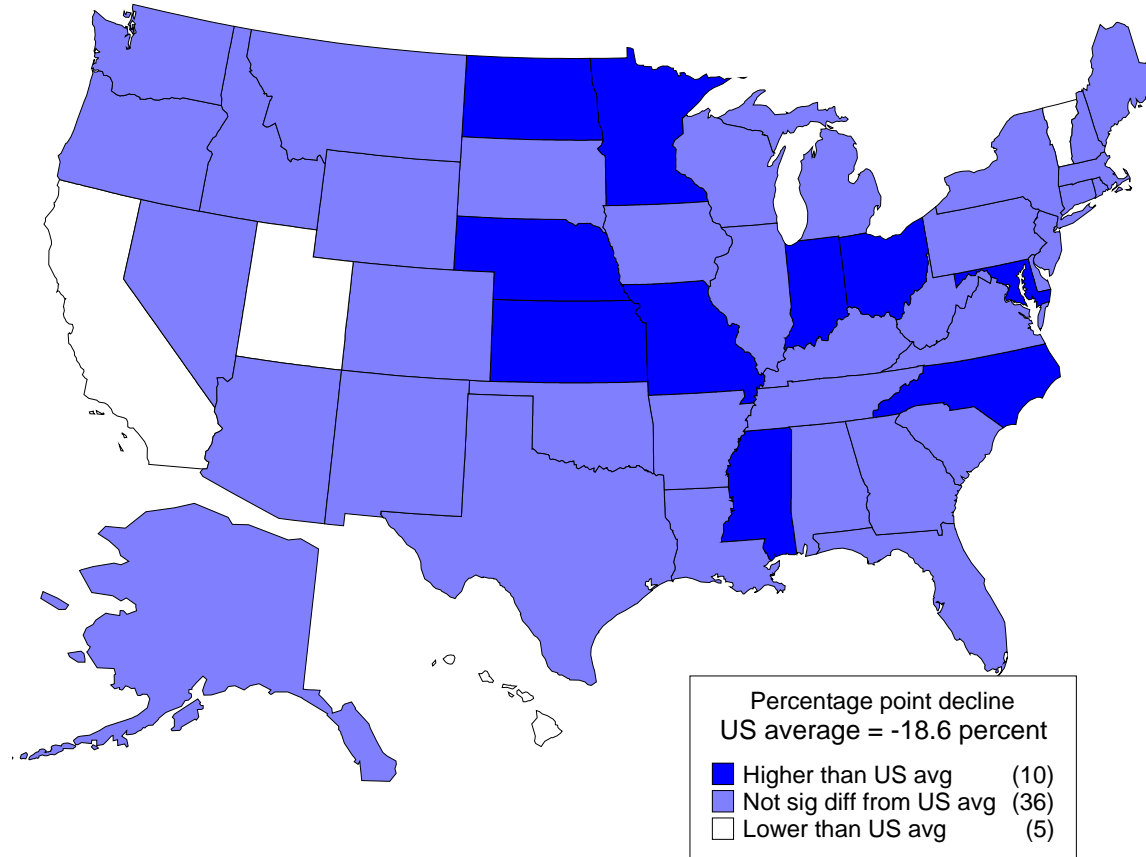 Percentage point decline
US average = -18.6 percent
Higher than US avg (10)
Not sig diff from US avg (36)
Lower than US avg (5)